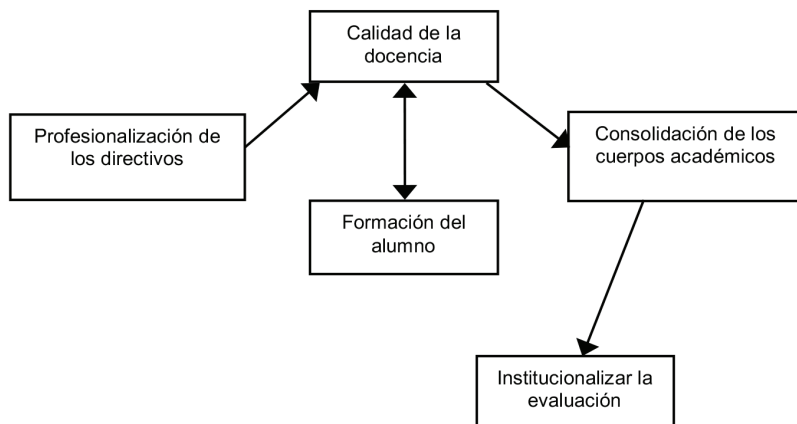 Calidad de la
docencia
Profesionalización de
los directivos
Consolidación de los
cuerpos académicos
Formación del
alumno
Institucionalizar la
evaluación